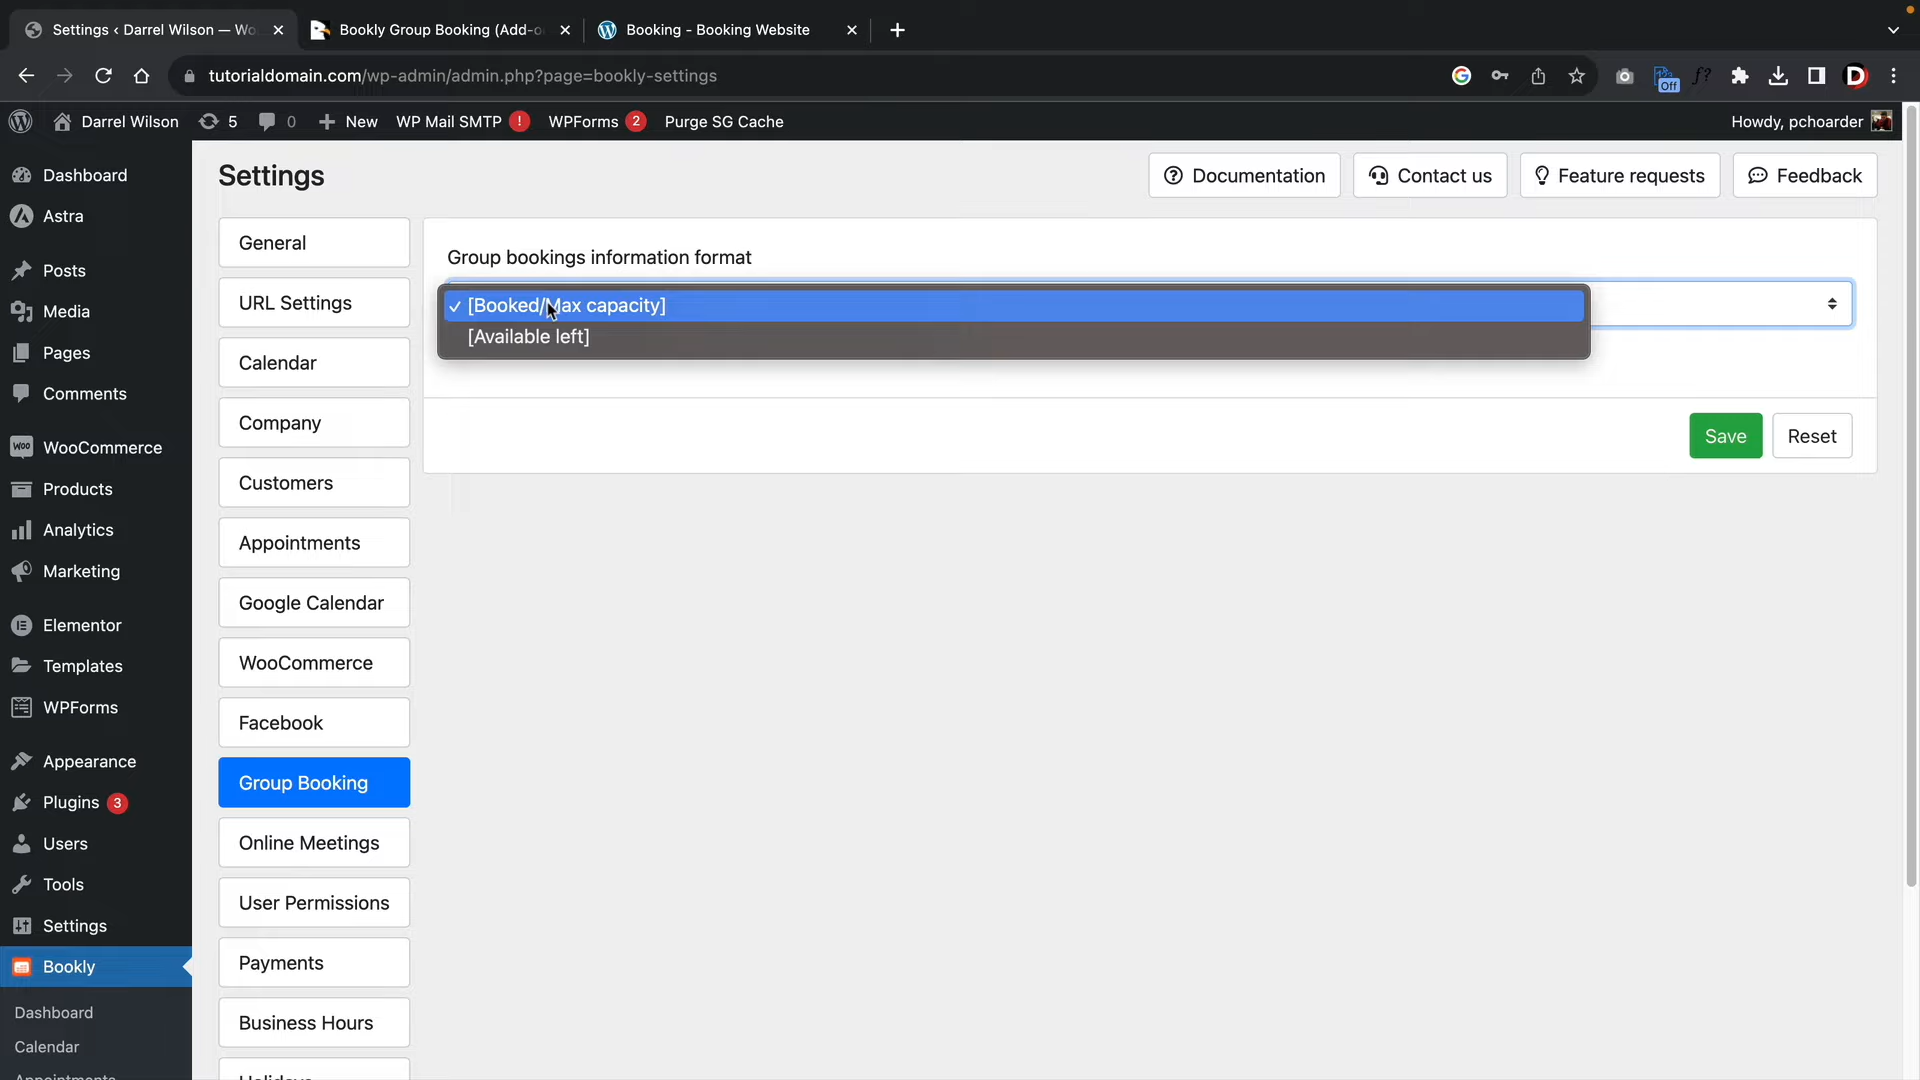 Settings ‹ Darrel Wilson — Wo
Bookly Group Booking (Add-o
Booking - Booking Website
tutorialdomain.com/wp-admin/admin.php?page=bookly-settings
Off
f?
D
Darrel Wilson
5
0
New
WP Mail SMTP !
WPForms 2
Purge SG Cache
Howdy, pchoarder
Dashboard
Astra
Posts
Media
Pages
Comments
WooCommerce
Products
Analytics
Marketing
Elementor
Templates
WPForms
Appearance
Plugins 3
Users
Tools
Settings
Bookly
Dashboard
Calendar
Appointments
Settings
Documentation
Contact us
Feature requests
Feedback
General
URL Settings
Calendar
Company
Customers
Appointments
Google Calendar
WooCommerce
Facebook
Group Booking
Online Meetings
User Permissions
Payments
Business Hours
Holidays
Group bookings information format
✓ [Booked/Max capacity]
[Available left]
Save
Reset